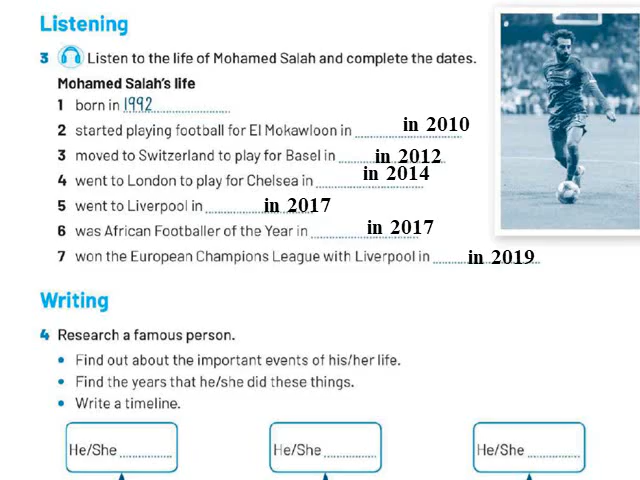 Listening
3 Listen to the life of Mohamed Salah and complete the dates.
Mohamed Salah's life
1 born in 1992
2 started playing football for El Mokawloon in in 2010
3 moved to Switzerland to play for Basel in in 2012
4 went to London to play for Chelsea in in 2014
5 went to Liverpool in in 2017
6 was African Footballer of the Year in in 2017
7 won the European Champions League with Liverpool in in 2019
Writing
4 Research a famous person.
• Find out about the important events of his/her life.
• Find the years that he/she did these things.
• Write a timeline.
He/She He/She He/She